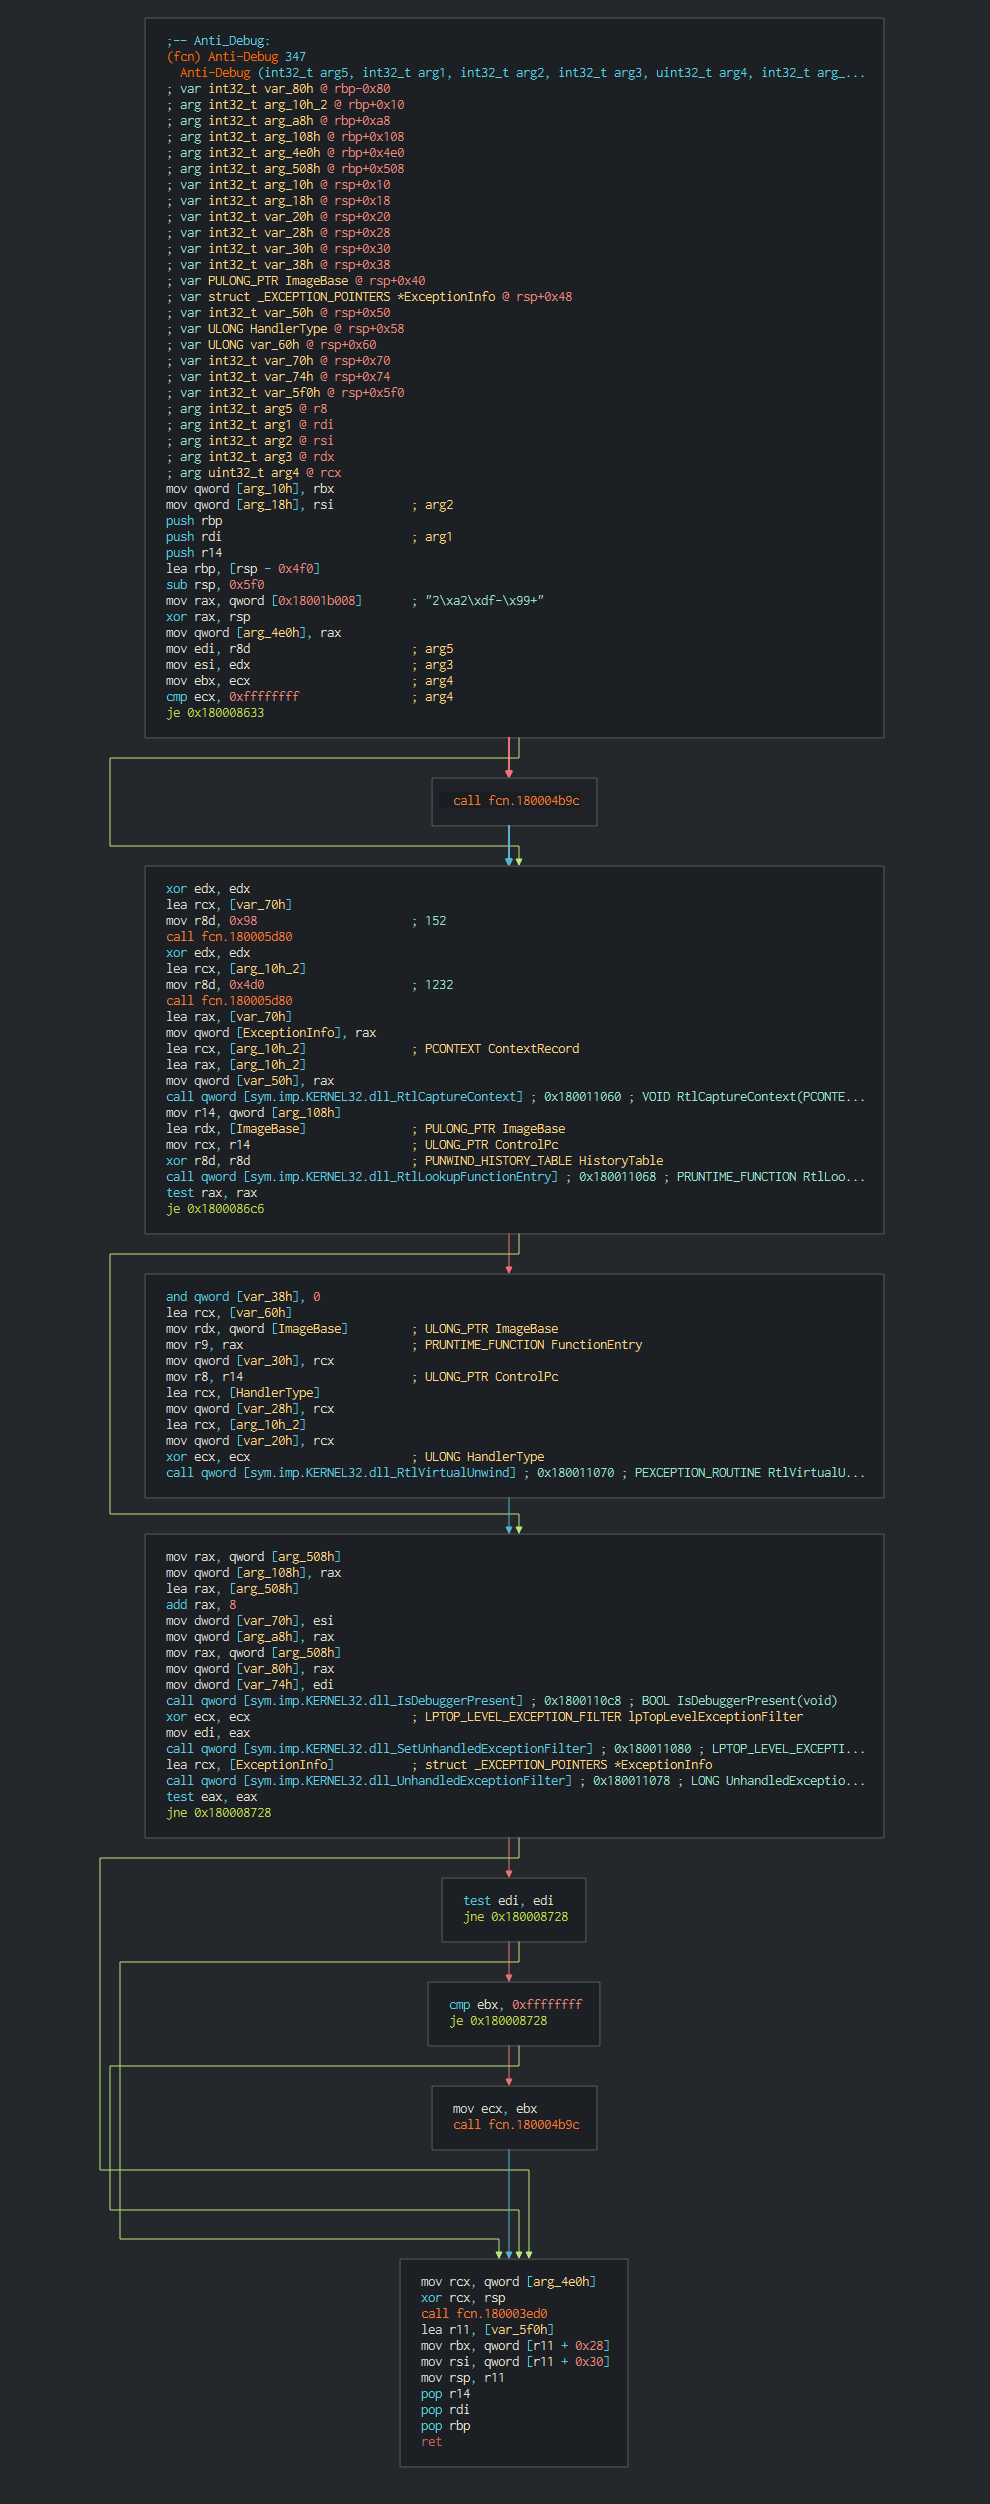 ;-- Anti_Debug:
(fcn) Anti-Debug 347
Anti-Debug (int32_t arg5, int32_t arg1, int32_t arg2, int32_t arg3, uint32_t arg4, int32_t arg_...
; var int32_t var_80h @ rbp-0x80
; arg int32_t arg_10h_2 @ rbp+0x10
; arg int32_t arg_a8h @ rbp+0xa8
; arg int32_t arg_108h @ rbp+0x108
; arg int32_t arg_4e0h @ rbp+0x4e0
; arg int32_t arg_508h @ rbp+0x508
; var int32_t arg_10h @ rsp+0x10
; var int32_t arg_18h @ rsp+0x18
; var int32_t var_20h @ rsp+0x20
; var int32_t var_28h @ rsp+0x28
; var int32_t var_30h @ rsp+0x30
; var int32_t var_38h @ rsp+0x38
; var PULONG_PTR ImageBase @ rsp+0x40
; var struct _EXCEPTION_POINTERS *ExceptionInfo @ rsp+0x48
; var int32_t var_50h @ rsp+0x50
; var ULONG HandlerType @ rsp+0x58
; var ULONG var_60h @ rsp+0x60
; var int32_t var_70h @ rsp+0x70
; var int32_t var_74h @ rsp+0x74
; var int32_t var_5f0h @ rsp+0x5f0
; arg int32_t arg5 @ r8
; arg int32_t arg1 @ rdi
; arg int32_t arg2 @ rsi
; arg int32_t arg3 @ rdx
; arg uint32_t arg4 @ rcx
mov qword [arg_10h], rbx
mov qword [arg_18h], rsi ; arg2
push rbp
push rdi ; arg1
push r14
lea rbp, [rsp - 0x4f0]
sub rsp, 0x5f0
mov rax, qword [0x18001b008] ; "2\xa2\xdf-\x99+"
xor rax, rsp
mov qword [arg_4e0h], rax
mov edi, r8d ; arg5
mov esi, edx ; arg3
mov ebx, ecx ; arg4
cmp ecx, 0xffffffff ; arg4
je 0x180008633
call fcn.180004b9c
xor edx, edx
lea rcx, [var_70h]
mov r8d, 0x98 ; 152
call fcn.180005d80
xor edx, edx
lea rcx, [arg_10h_2]
mov r8d, 0x4d0 ; 1232
call fcn.180005d80
lea rax, [var_70h]
mov qword [ExceptionInfo], rax
lea rcx, [arg_10h_2] ; PCONTEXT ContextRecord
lea rax, [arg_10h_2]
mov qword [var_50h], rax
call qword [sym.imp.KERNEL32.dll_RtlCaptureContext] ; 0x180011060 ; VOID RtlCaptureContext(PCONTE...
mov r14, qword [arg_108h]
lea rdx, [ImageBase] ; PULONG_PTR ImageBase
mov rcx, r14 ; ULONG_PTR ControlPc
xor r8d, r8d ; PUNWIND_HISTORY_TABLE HistoryTable
call qword [sym.imp.KERNEL32.dll_RtlLookupFunctionEntry] ; 0x180011068 ; PRUNTIME_FUNCTION RtlLoo...
test rax, rax
je 0x1800086c6
and qword [var_38h], 0
lea rcx, [var_60h]
mov rdx, qword [ImageBase] ; ULONG_PTR ImageBase
mov r9, rax ; PRUNTIME_FUNCTION FunctionEntry
mov qword [var_30h], rcx
mov r8, r14 ; ULONG_PTR ControlPc
lea rcx, [HandlerType]
mov qword [var_28h], rcx
lea rcx, [arg_10h_2]
mov qword [var_20h], rcx
xor ecx, ecx ; ULONG HandlerType
call qword [sym.imp.KERNEL32.dll_RtlVirtualUnwind] ; 0x180011070 ; PEXCEPTION_ROUTINE RtlVirtualU...
mov rax, qword [arg_508h]
mov qword [arg_108h], rax
lea rax, [arg_508h]
add rax, 8
mov dword [var_70h], esi
mov qword [arg_a8h], rax
mov rax, qword [arg_508h]
mov qword [var_80h], rax
mov dword [var_74h], edi
call qword [sym.imp.KERNEL32.dll_IsDebuggerPresent] ; 0x1800110c8 ; BOOL IsDebuggerPresent(void)
xor ecx, ecx ; LPTOP_LEVEL_EXCEPTION_FILTER lpTopLevelExceptionFilter
mov edi, eax
call qword [sym.imp.KERNEL32.dll_SetUnhandledExceptionFilter] ; 0x180011080 ; LPTOP_LEVEL_EXCEPTI...
lea rcx, [ExceptionInfo] ; struct _EXCEPTION_POINTERS *ExceptionInfo
call qword [sym.imp.KERNEL32.dll_UnhandledExceptionFilter] ; 0x180011078 ; LONG UnhandledExceptio...
test eax, eax
jne 0x180008728
test edi, edi
jne 0x180008728
cmp ebx, 0xffffffff
je 0x180008728
mov ecx, ebx
call fcn.180004b9c
mov rcx, qword [arg_4e0h]
xor rcx, rsp
call fcn.180003ed0
lea r11, [var_5f0h]
mov rbx, qword [r11 + 0x28]
mov rsi, qword [r11 + 0x30]
mov rsp, r11
pop r14
pop rdi
pop rbp
ret